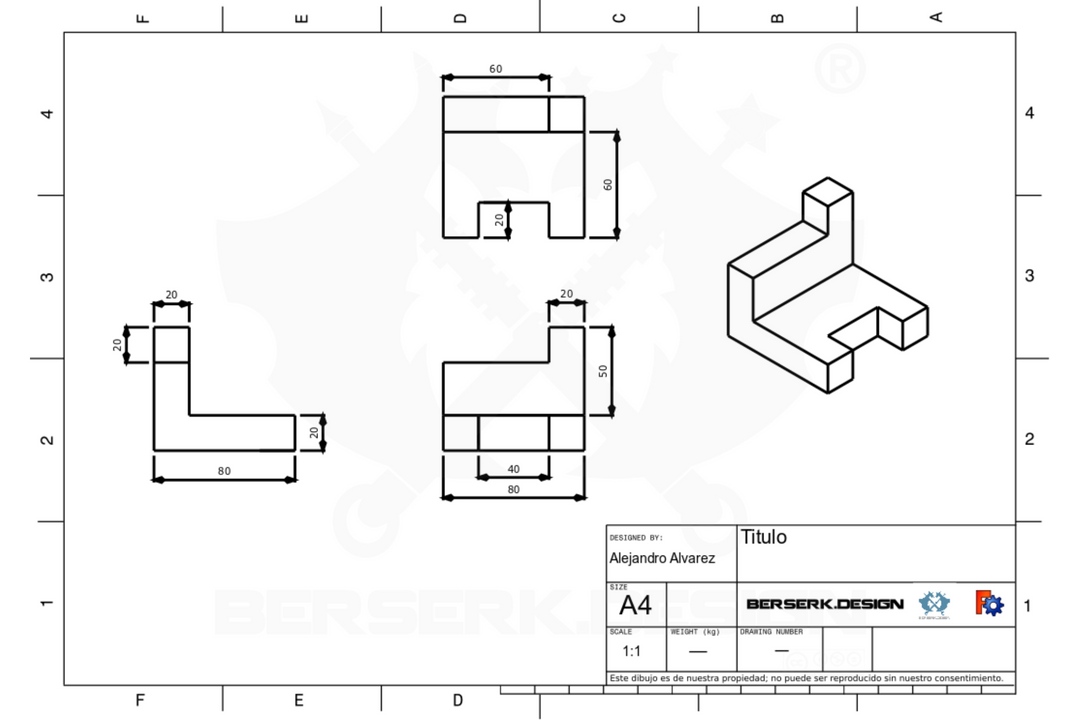 F E D C B A
4 4
3 3
2 2
1 1
60
60
20
20
20
20
80
20
50
40
80
®
BERSERK.DESIGN
DESIGNED BY:
Alejandro Alvarez
Titulo
SIZE
A4
BERSERK.DESIGN
SCALE
1:1
WEIGHT (kg)
—
DRAWING NUMBER
—
Este dibujo es de nuestra propiedad; no puede ser reproducido sin nuestro consentimiento.
F E D